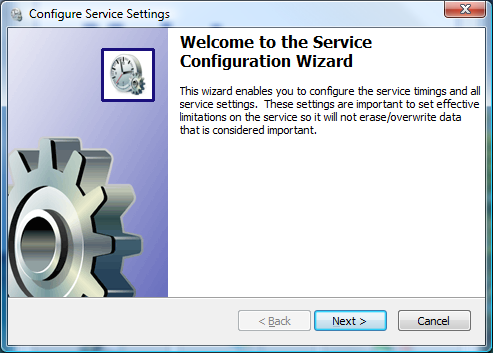 Configure Service Settings
Welcome to the Service
Configuration Wizard
This wizard enables you to configure the service timings and all
service settings.  These settings are important to set effective
limitations on the service so it will not erase/overwrite data
that is considered important.
< Back
Next >
Cancel